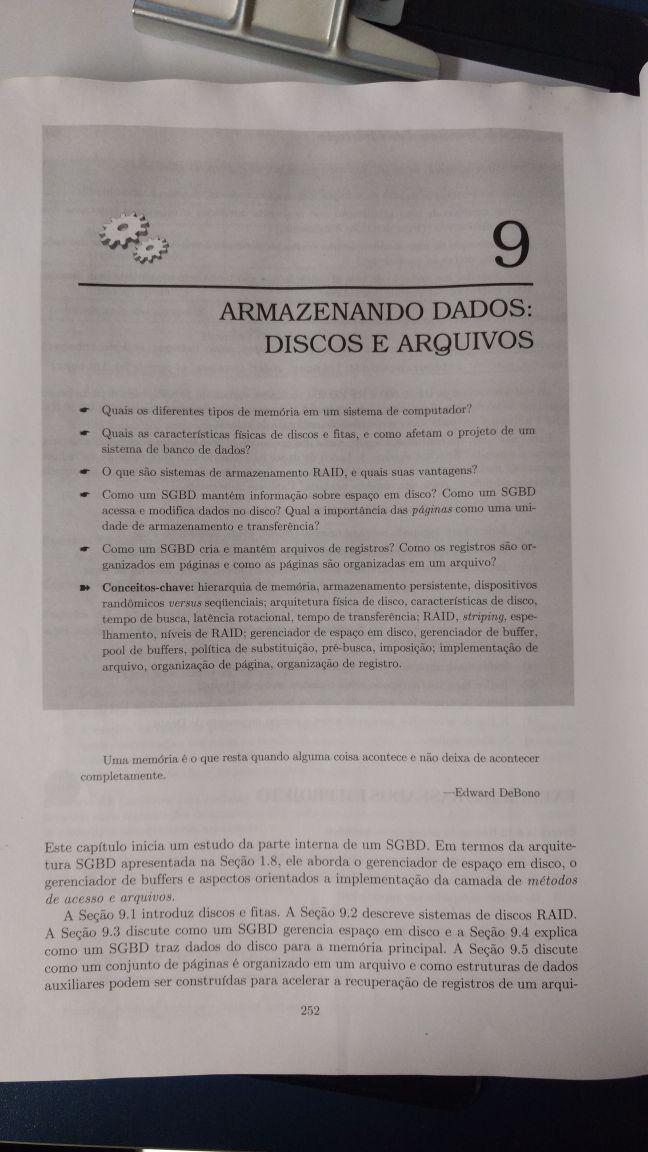 9
ARMAZENANDO DADOS:
DISCOS E ARQUIVOS
☛ Quais os diferentes tipos de memória em um sistema de computador?
☛ Quais as características físicas de discos e fitas, e como afetam o projeto de um
sistema de banco de dados?
☛ O que são sistemas de armazenamento RAID, e quais suas vantagens?
☛ Como um SGBD mantém informação sobre espaço em disco? Como um SGBD
acessa e modifica dados no disco? Qual a importância das páginas como uma uni-
dade de armazenamento e transferência?
☛ Como um SGBD cria e mantém arquivos de registros? Como os registros são or-
ganizados em páginas e como as páginas são organizadas em um arquivo?
➽ Conceitos-chave: hierarquia de memória, armazenamento persistente, dispositivos
randômicos versus seqüenciais; arquitetura física de disco, características de disco,
tempo de busca, latência rotacional, tempo de transferência; RAID, striping, espe-
lhamento, níveis de RAID; gerenciador de espaço em disco, gerenciador de buffer,
pool de buffers, política de substituição, pré-busca, imposição; implementação de
arquivo, organização de página, organização de registro.
Uma memória é o que resta quando alguma coisa acontece e não deixa de acontecer
completamente.
—Edward DeBono
Este capítulo inicia um estudo da parte interna de um SGBD. Em termos da arquite-
tura SGBD apresentada na Seção 1.8, ele aborda o gerenciador de espaço em disco, o
gerenciador de buffers e aspectos orientados a implementação da camada de métodos
de acesso e arquivos.
A Seção 9.1 introduz discos e fitas. A Seção 9.2 descreve sistemas de discos RAID.
A Seção 9.3 discute como um SGBD gerencia espaço em disco e a Seção 9.4 explica
como um SGBD traz dados do disco para a memória principal. A Seção 9.5 discute
como um conjunto de páginas é organizado em um arquivo e como estruturas de dados
auxiliares podem ser construídas para acelerar a recuperação de registros de um arqui-
252